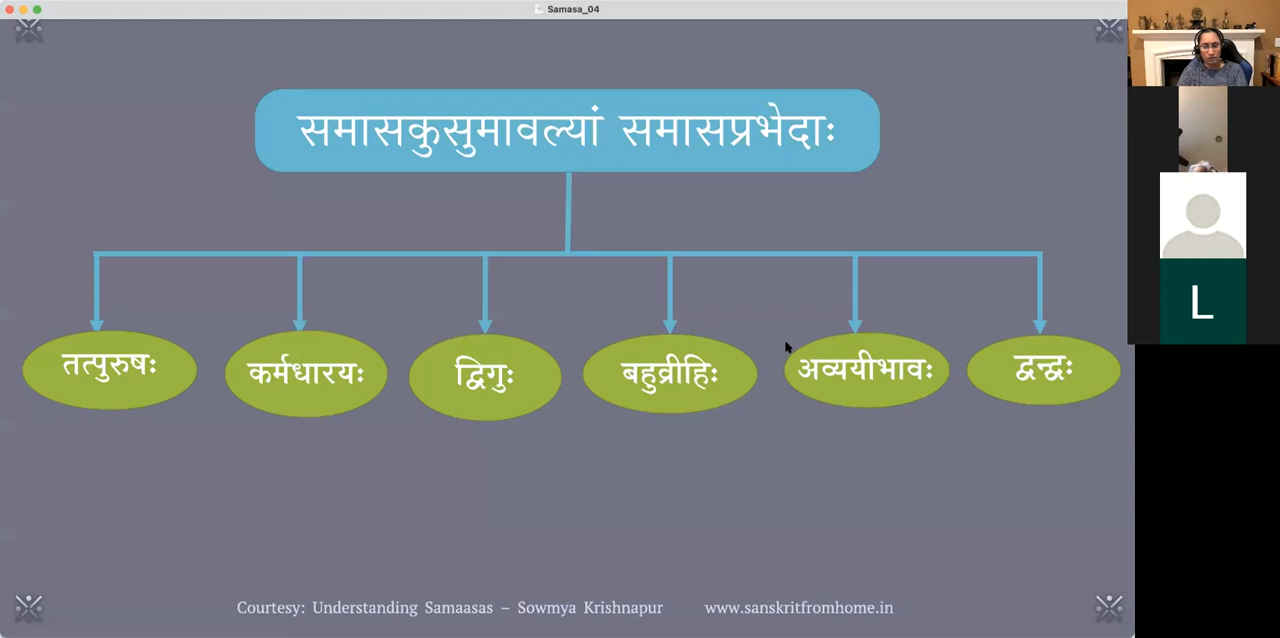 Samasa_04
समासकुसुमावल्यां समासप्रभेदाः
तत्पुरुषः
कर्मधारयः
द्विगुः
बहुव्रीहिः
अव्ययीभावः
द्वन्द्वः
Courtesy: Understanding Samaasas – Sowmya Krishnapur www.sanskritfromhome.in
L